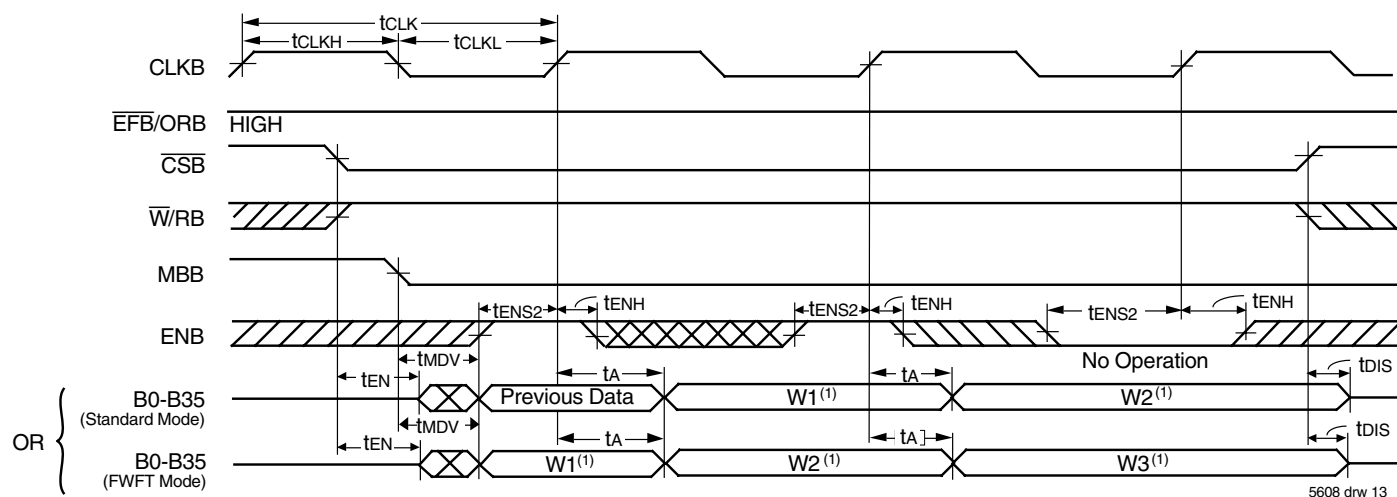 tCLK
tCLKH tCLKL
CLKB
EFB/ORB HIGH
CSB
W/RB
MBB
tENS2 tENH tENS2 tENH tENS2 tENH
ENB
No Operation
tMDV
tEN tA tA tDIS
B0-B35 Previous Data W1(1) W2(1)
(Standard Mode)
OR
tMDV
tEN tA tA] tDIS
B0-B35 W1(1) W2(1) W3(1)
(FWFT Mode)
5608 drw 13